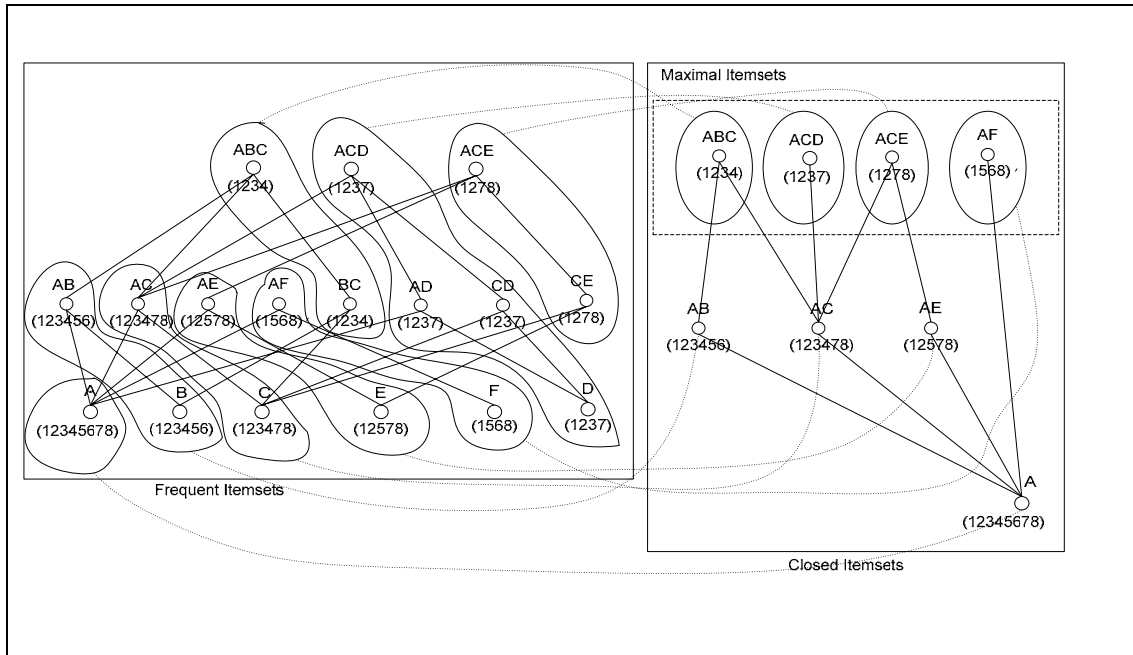 Maximal Itemsets
ABC ACD ACE
(1234) (1237) (1278)
AB AC AE AF BC AD CD CE
(123456) (123478) (12578) (1568) (1234) (1237) (1237) (1278)
A B C E F D
(12345678) (123456) (123478) (12578) (1568) (1237)
Frequent Itemsets
ABC ACD ACE AF
(1234) (1237) (1278) (1568)
AB AC AE
(123456) (123478) (12578)
A
(12345678)
Closed Itemsets